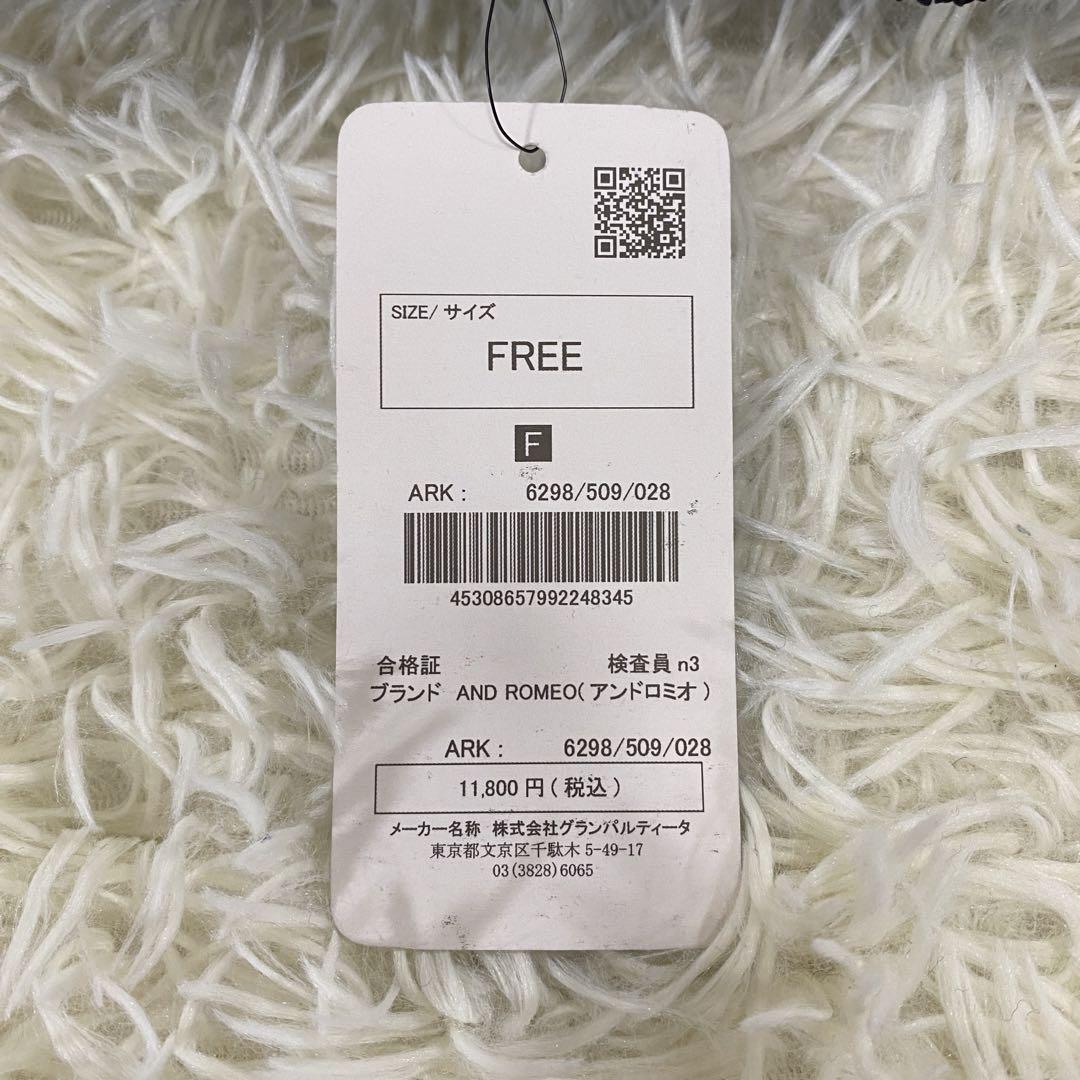 SIZE/サイズ
FREE
F
ARK : 6298/509/028
45308657992248345
合格証 検査員 n3
ブランド AND ROMEO(アンドロミオ)
ARK : 6298/509/028
11,800 円(税込)
メーカー名称 株式会社グランパルティータ
東京都文京区千駄木 5-49-17
03(3828)6065